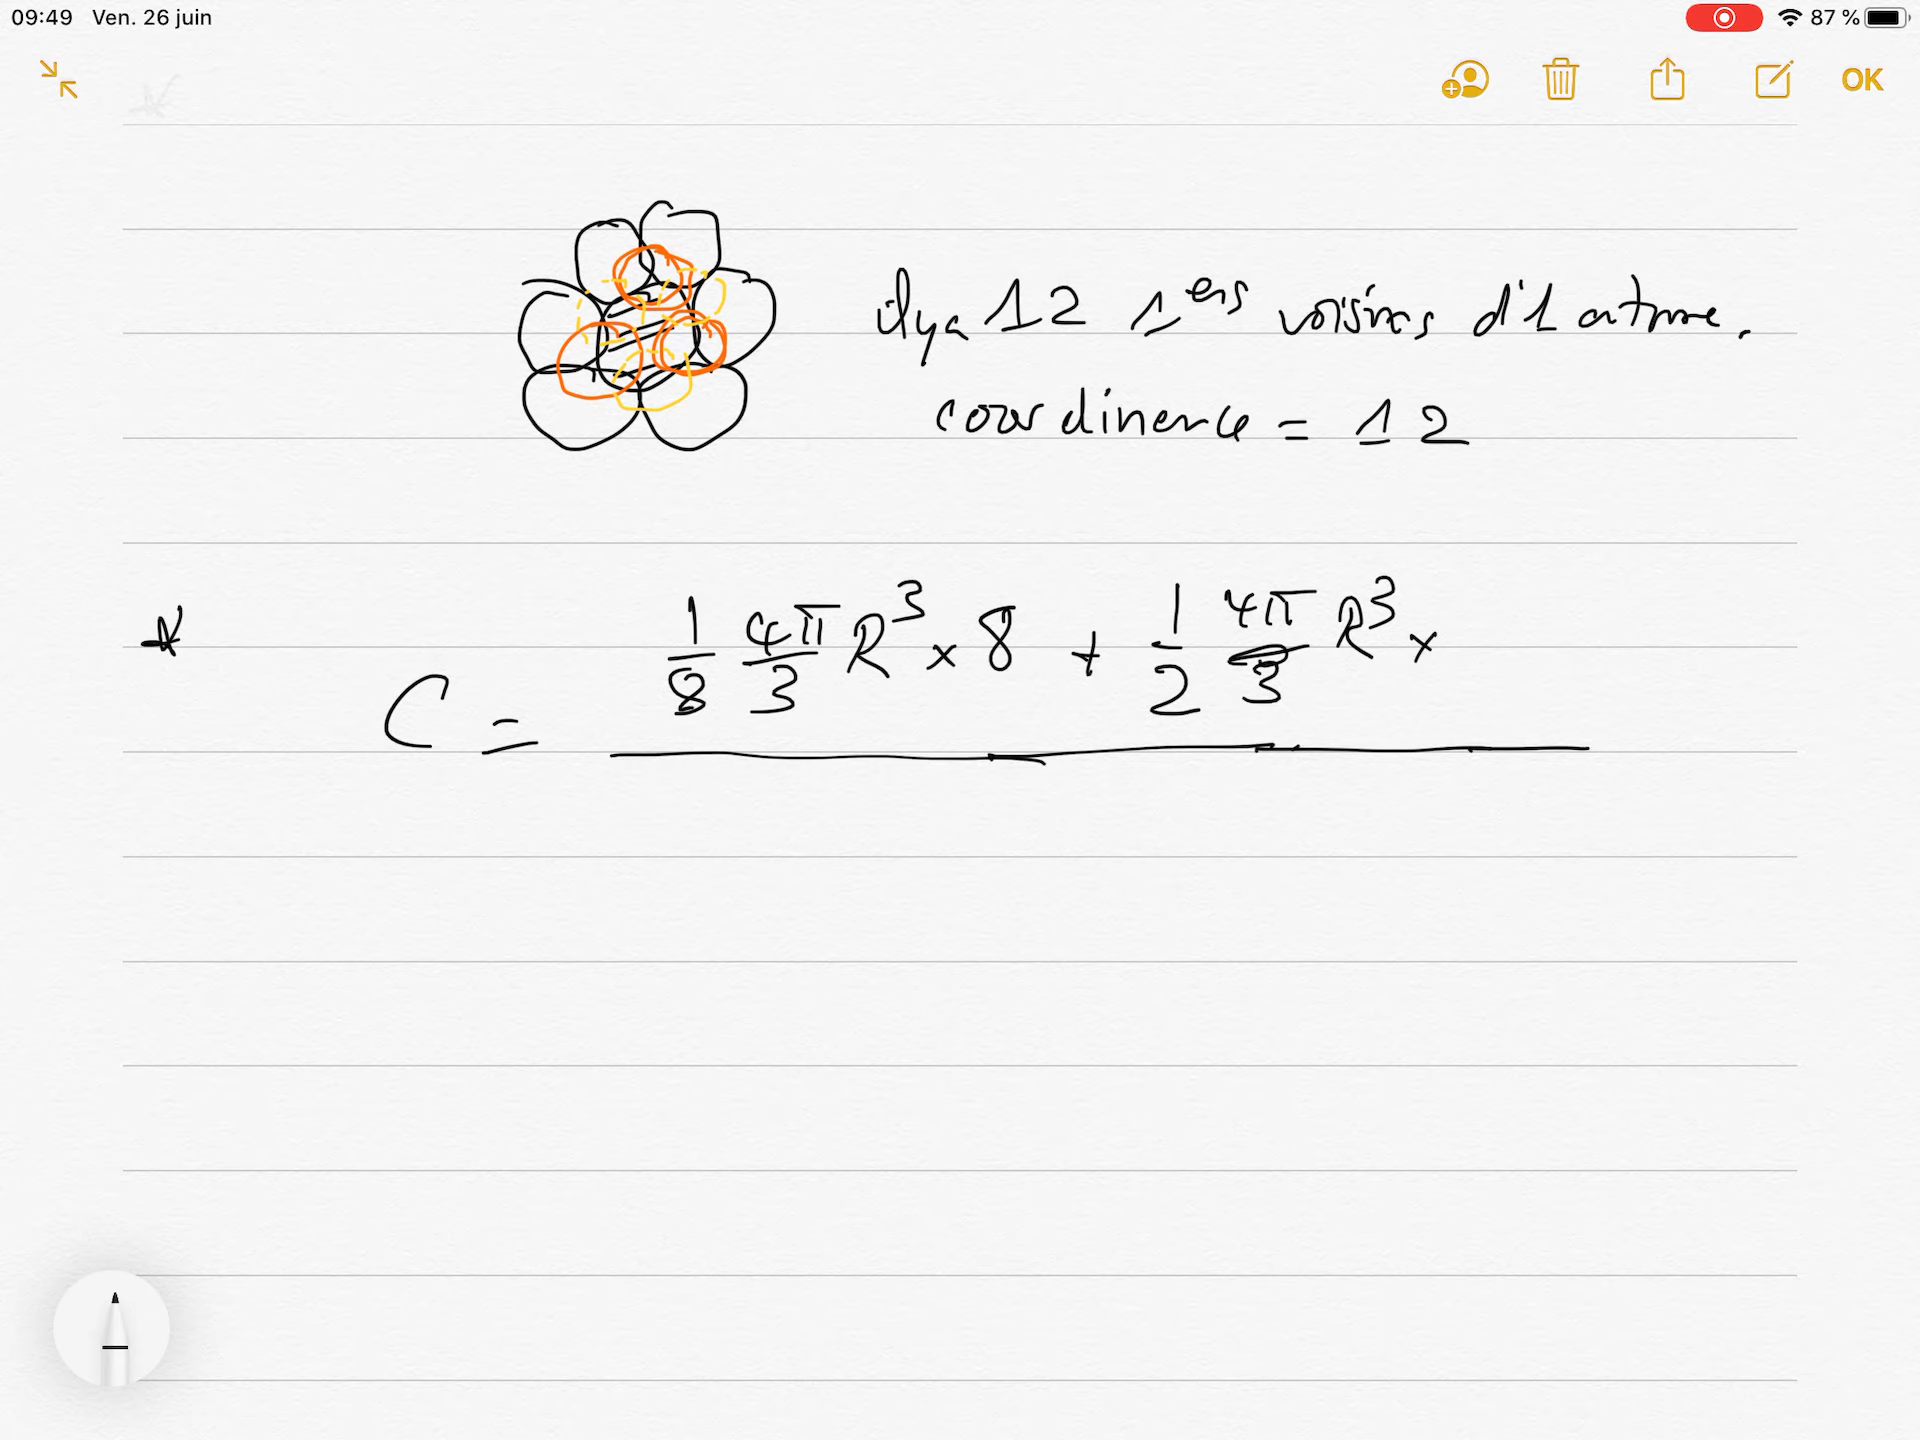 09:49 Ven. 26 juin 87 %
OK
il ya 12 1ers voisins d'1 atome.
coordinence = 12
C = 1/8 4π/3 R³ × 8 + 1/2 4π/3 R³ ×